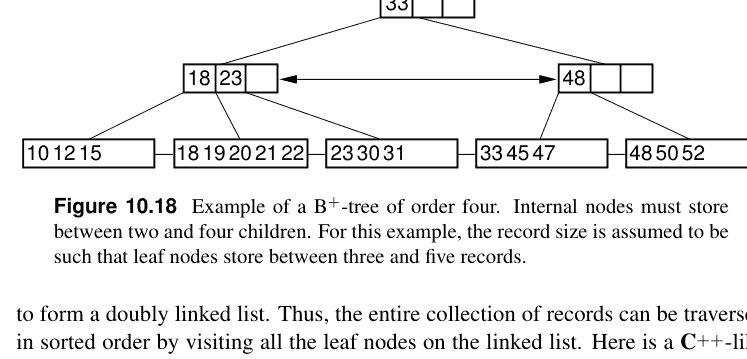 33
18 23
48
10 12 15
18 19 20 21 22
23 30 31
33 45 47
48 50 52
Figure 10.18 Example of a B+-tree of order four. Internal nodes must store
between two and four children. For this example, the record size is assumed to be
such that leaf nodes store between three and five records.
to form a doubly linked list. Thus, the entire collection of records can be
in sorted order by visiting all the leaf nodes on the linked list. Here is a C++